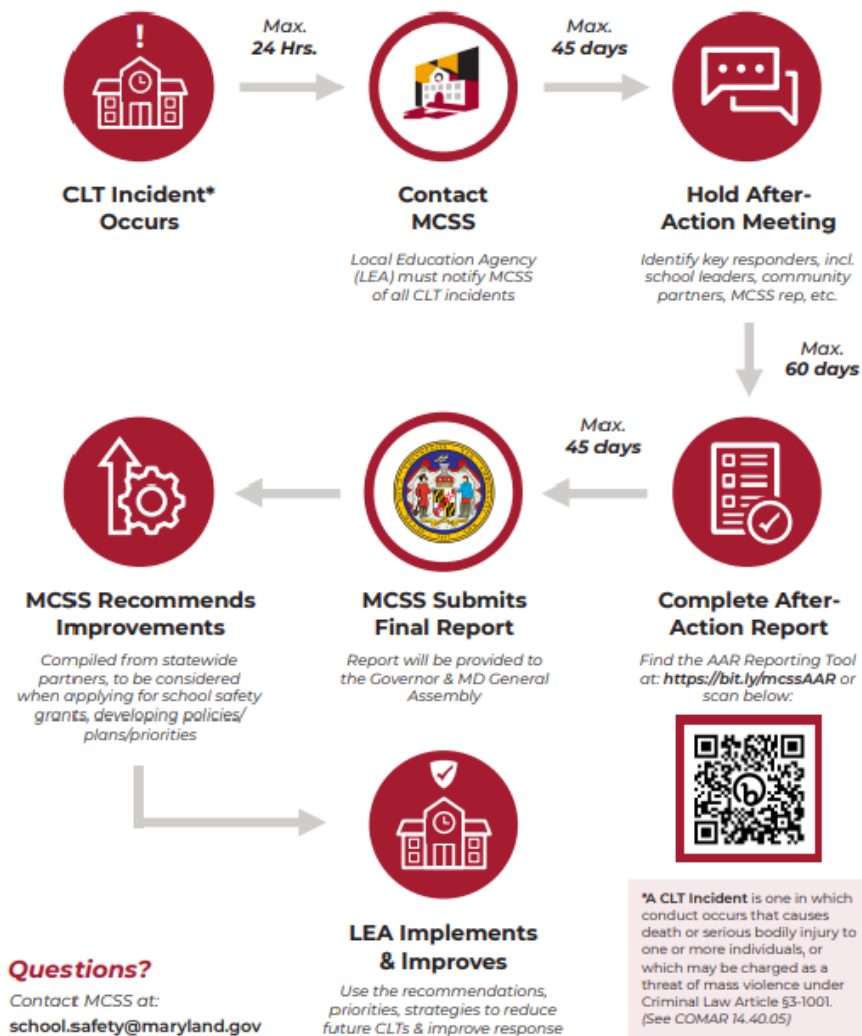 !
Max.
24 Hrs.
Max.
45 days
CLT Incident*
Occurs
Contact
MCSS
Local Education Agency
(LEA) must notify MCSS
of all CLT incidents
Hold After-
Action Meeting
Identify key responders, incl.
school leaders, community
partners, MCSS rep, etc.
Max.
60 days
Max.
45 days
Complete After-
Action Report
Find the AAR Reporting Tool
at: https://bit.ly/mcssAAR or
scan below:
MCSS Submits
Final Report
Report will be provided to
the Governor & MD General
Assembly
MCSS Recommends
Improvements
Compiled from statewide
partners, to be considered
when applying for school safety
grants, developing policies/
plans/priorities
LEA Implements
& Improves
Use the recommendations,
priorities, strategies to reduce
future CLTs & improve response
*A CLT Incident is one in which
conduct occurs that causes
death or serious bodily injury to
one or more individuals, or
which may be charged as a
threat of mass violence under
Criminal Law Article §3-1001.
(See COMAR 14.40.05)
Questions?
Contact MCSS at:
school.safety@maryland.gov